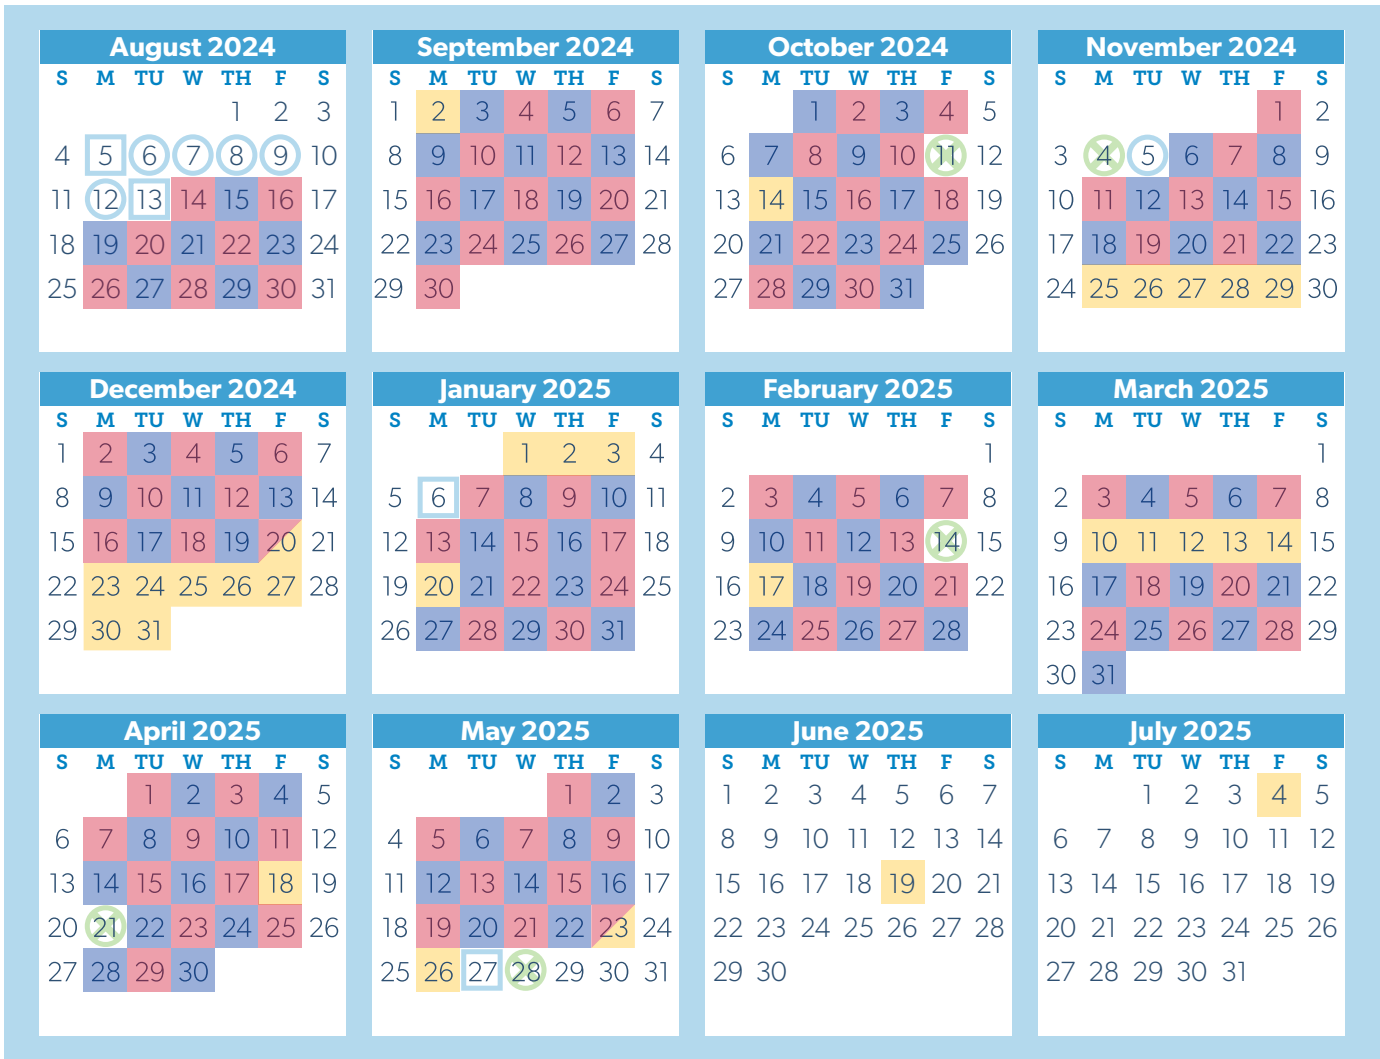 August 2024
S M TU W TH F S
1 2 3
4 5 6 7 8 9 10
11 12 13 14 15 16 17
18 19 20 21 22 23 24
25 26 27 28 29 30 31
September 2024
S M TU W TH F S
1 2 3 4 5 6 7
8 9 10 11 12 13 14
15 16 17 18 19 20 21
22 23 24 25 26 27 28
29 30
October 2024
S M TU W TH F S
1 2 3 4 5
6 7 8 9 10 11 12
13 14 15 16 17 18 19
20 21 22 23 24 25 26
27 28 29 30 31
November 2024
S M TU W TH F S
1 2
3 4 5 6 7 8 9
10 11 12 13 14 15 16
17 18 19 20 21 22 23
24 25 26 27 28 29 30
December 2024
S M TU W TH F S
1 2 3 4 5 6 7
8 9 10 11 12 13 14
15 16 17 18 19 20 21
22 23 24 25 26 27 28
29 30 31
January 2025
S M TU W TH F S
1 2 3 4
5 6 7 8 9 10 11
12 13 14 15 16 17 18
19 20 21 22 23 24 25
26 27 28 29 30 31
February 2025
S M TU W TH F S
1
2 3 4 5 6 7 8
9 10 11 12 13 14 15
16 17 18 19 20 21 22
23 24 25 26 27 28
March 2025
S M TU W TH F S
1
2 3 4 5 6 7 8
9 10 11 12 13 14 15
16 17 18 19 20 21 22
23 24 25 26 27 28 29
30 31
April 2025
S M TU W TH F S
1 2 3 4 5
6 7 8 9 10 11 12
13 14 15 16 17 18 19
20 21 22 23 24 25 26
27 28 29 30
May 2025
S M TU W TH F S
1 2 3
4 5 6 7 8 9 10
11 12 13 14 15 16 17
18 19 20 21 22 23 24
25 26 27 28 29 30 31
June 2025
S M TU W TH F S
1 2 3 4 5 6 7
8 9 10 11 12 13 14
15 16 17 18 19 20 21
22 23 24 25 26 27 28
29 30
July 2025
S M TU W TH F S
1 2 3 4 5
6 7 8 9 10 11 12
13 14 15 16 17 18 19
20 21 22 23 24 25 26
27 28 29 30 31